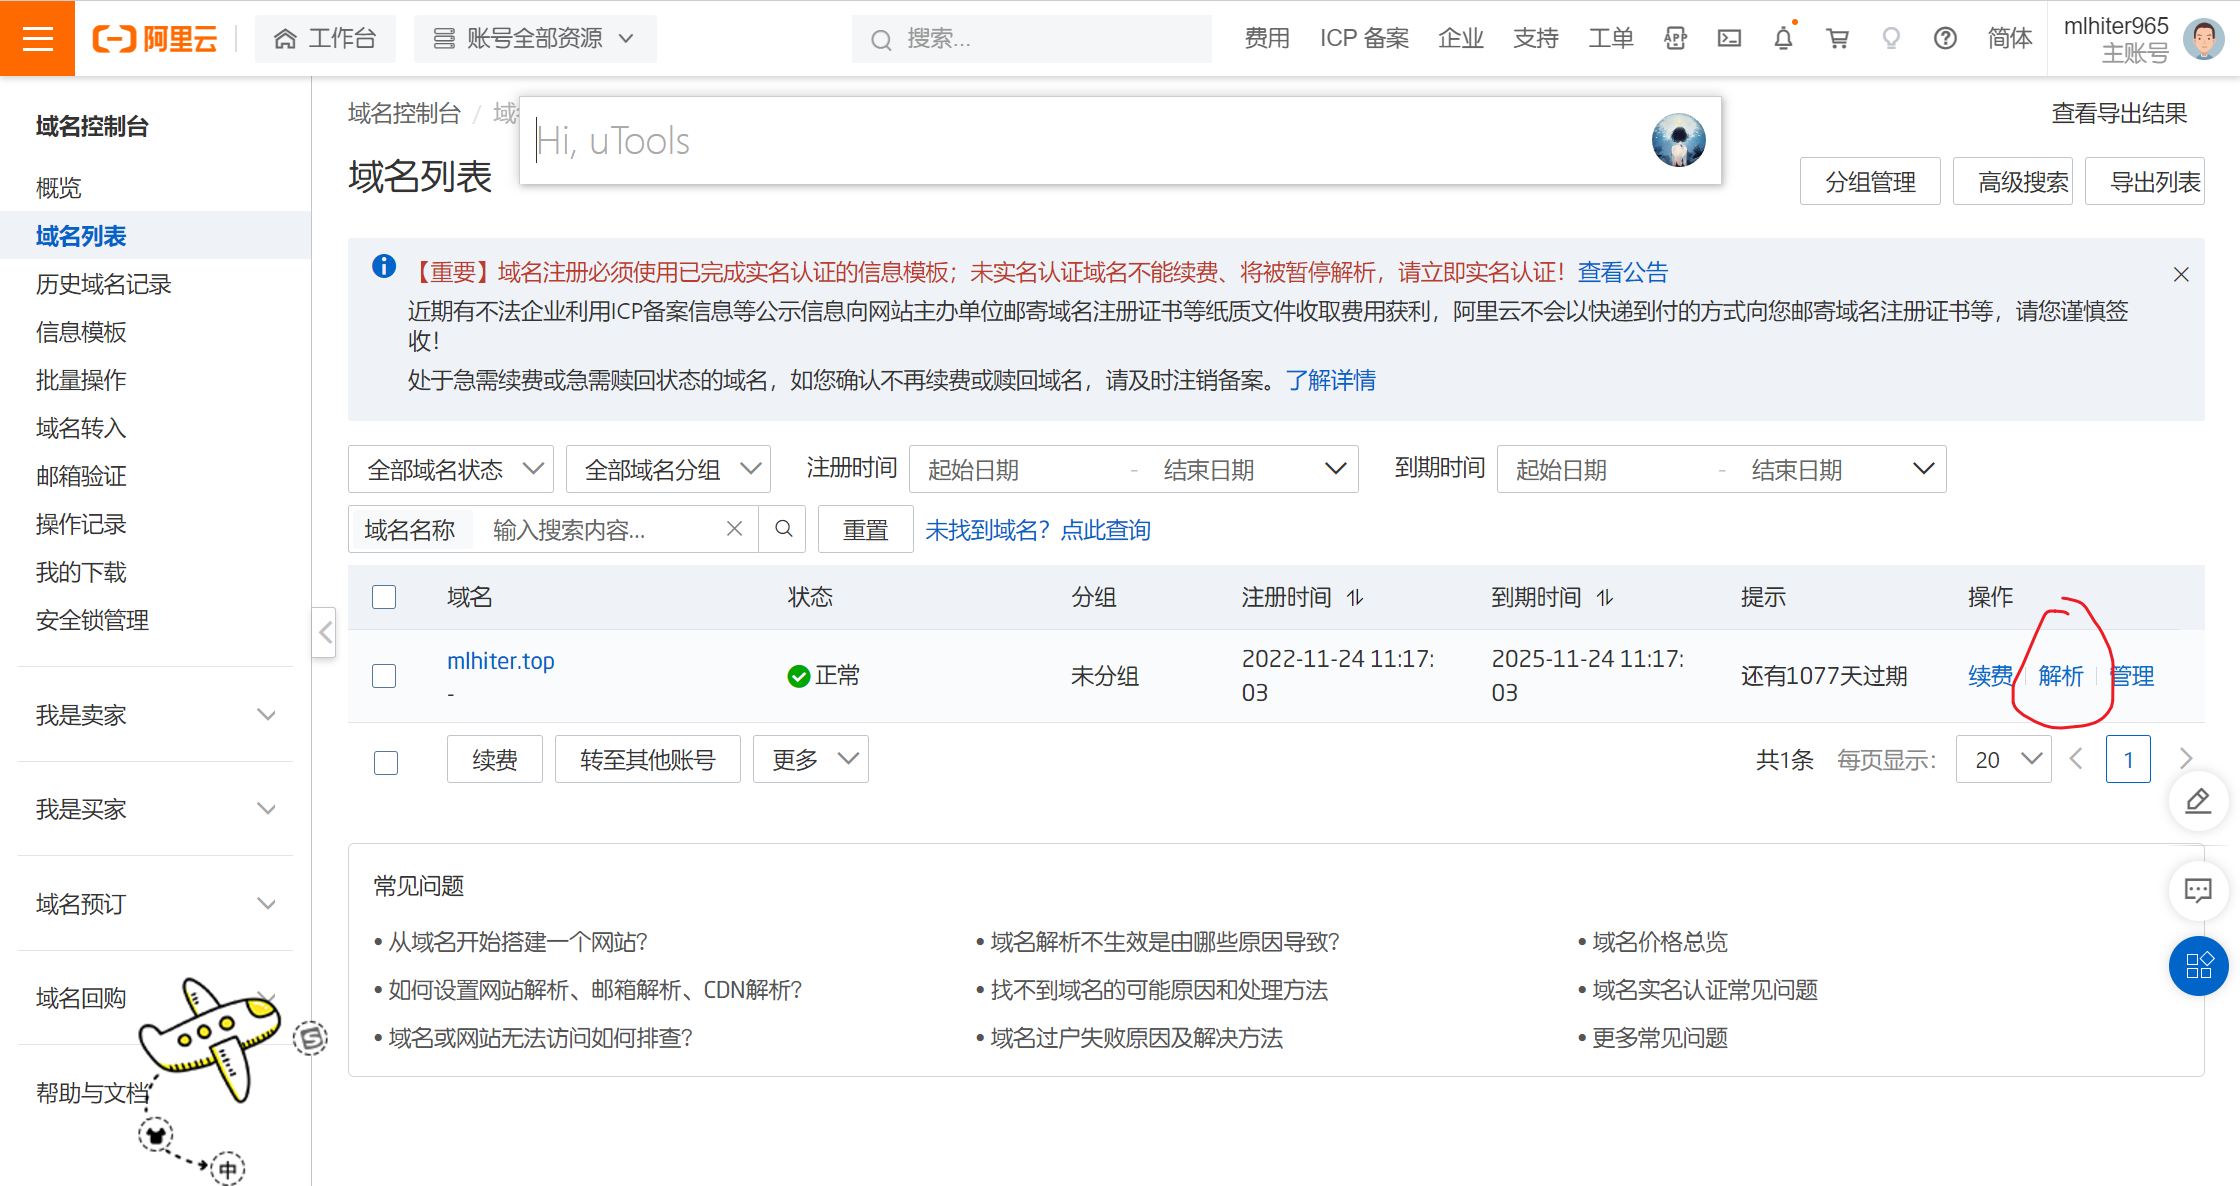 阿里云
工作台
账号全部资源
搜索...
费用
ICP 备案
企业
支持
工单
简体
mlhiter965
主账号
域名控制台
概览
域名列表
历史域名记录
信息模板
批量操作
域名转入
邮箱验证
操作记录
我的下载
安全锁管理
我是卖家
我是买家
域名预订
域名回购
帮助与文档
中
域名控制台 /
Hi, uTools
查看导出结果
域名列表
分组管理
高级搜索
导出列表
【重要】域名注册必须使用已完成实名认证的信息模板；未实名认证域名不能续费、将被暂停解析，请立即实名认证！查看公告
近期有不法企业利用ICP备案信息等公示信息向网站主办单位邮寄域名注册证书等纸质文件收取费用获利，阿里云不会以快递到付的方式向您邮寄域名注册证书等，请您谨慎签
收！
处于急需续费或急需赎回状态的域名，如您确认不再续费或赎回域名，请及时注销备案。了解详情
全部域名状态
全部域名分组
注册时间
起始日期 - 结束日期
到期时间
起始日期 - 结束日期
域名名称
输入搜索内容...
重置
未找到域名？点此查询
域名 状态 分组 注册时间 到期时间 提示 操作
mlhiter.top
-
正常
未分组
2022-11-24 11:17:
03
2025-11-24 11:17:
03
还有1077天过期
续费 解析 管理
续费
转至其他账号
更多
共1条
每页显示：
20
1
常见问题
• 从域名开始搭建一个网站？
• 域名解析不生效是由哪些原因导致？
• 域名价格总览
• 如何设置网站解析、邮箱解析、CDN解析？
• 找不到域名的可能原因和处理方法
• 域名实名认证常见问题
• 域名或网站无法访问如何排查？
• 域名过户失败原因及解决方法
• 更多常见问题